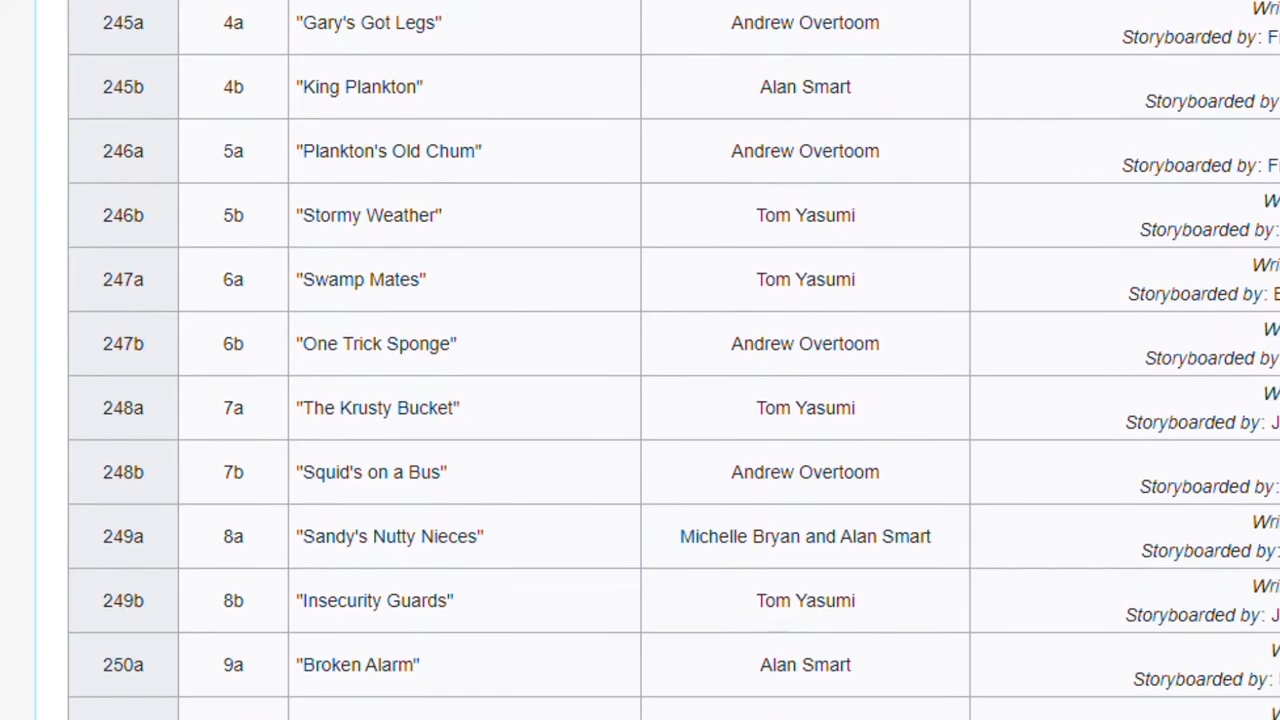 245a 4a "Gary's Got Legs" Andrew Overtoom
Storyboarded by:
245b 4b "King Plankton" Alan Smart
Storyboarded by
246a 5a "Plankton's Old Chum" Andrew Overtoom
Storyboarded by:
246b 5b "Stormy Weather" Tom Yasumi
Storyboarded by:
247a 6a "Swamp Mates" Tom Yasumi
Storyboarded by:
247b 6b "One Trick Sponge" Andrew Overtoom
Storyboarded by
248a 7a "The Krusty Bucket" Tom Yasumi
Storyboarded by: J
248b 7b "Squid's on a Bus" Andrew Overtoom
Storyboarded by:
249a 8a "Sandy's Nutty Nieces" Michelle Bryan and Alan Smart
Storyboarded by:
249b 8b "Insecurity Guards" Tom Yasumi
Storyboarded by: J
250a 9a "Broken Alarm" Alan Smart
Storyboarded by: